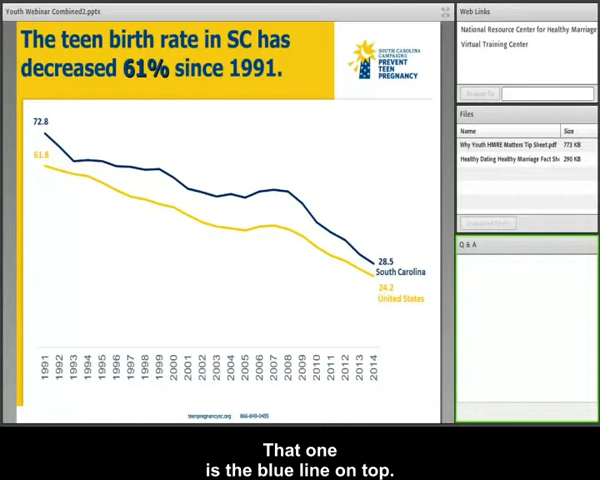 Youth Webinar Combined2.pptx
The teen birth rate in SC has
decreased 61% since 1991.
SOUTH CAROLINA
CAMPAIGN
PREVENT
TEEN
PREGNANCY
72.8
61.8
28.5
South Carolina
24.2
United States
1991 1992 1993 1994 1995 1996 1997 1998 1999 2000 2001 2002 2003 2004 2005 2006 2007 2008 2009 2010 2011 2012 2013 2014
teenpregnancysc.org 866-849-0455
Web Links
National Resource Center for Healthy Marriage
Virtual Training Center
Browse To
Files
Name Size
Why Youth HMRE Matters Tip Sheet.pdf 773 KB
Healthy Dating Healthy Marriage Fact She 290 KB
Q & A
That one
is the blue line on top.